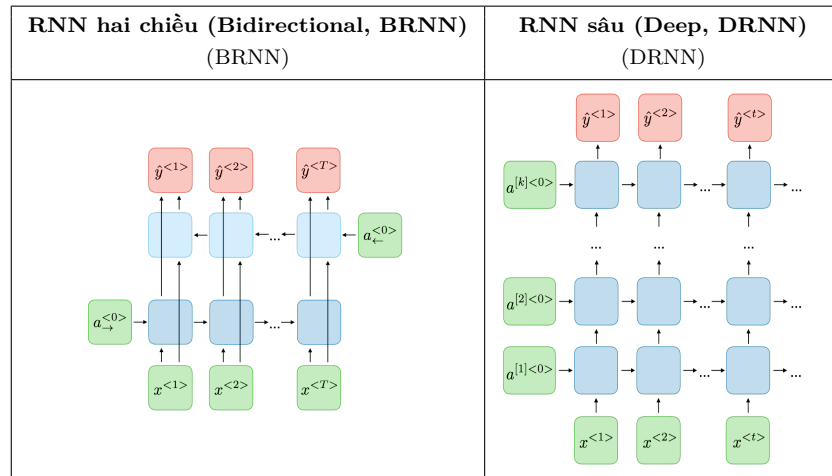 RNN hai chiều (Bidirectional, BRNN)
(BRNN)
ŷ<1> ŷ<2> ŷ<T>
... a←<0>
a→<0> ...
x<1> x<2> x<T>
RNN sâu (Deep, DRNN)
(DRNN)
ŷ<1> ŷ<2> ŷ<t>
a[k]<0> ... ...
... ... ...
a[2]<0> ... ...
a[1]<0> ... ...
x<1> x<2> x<t>